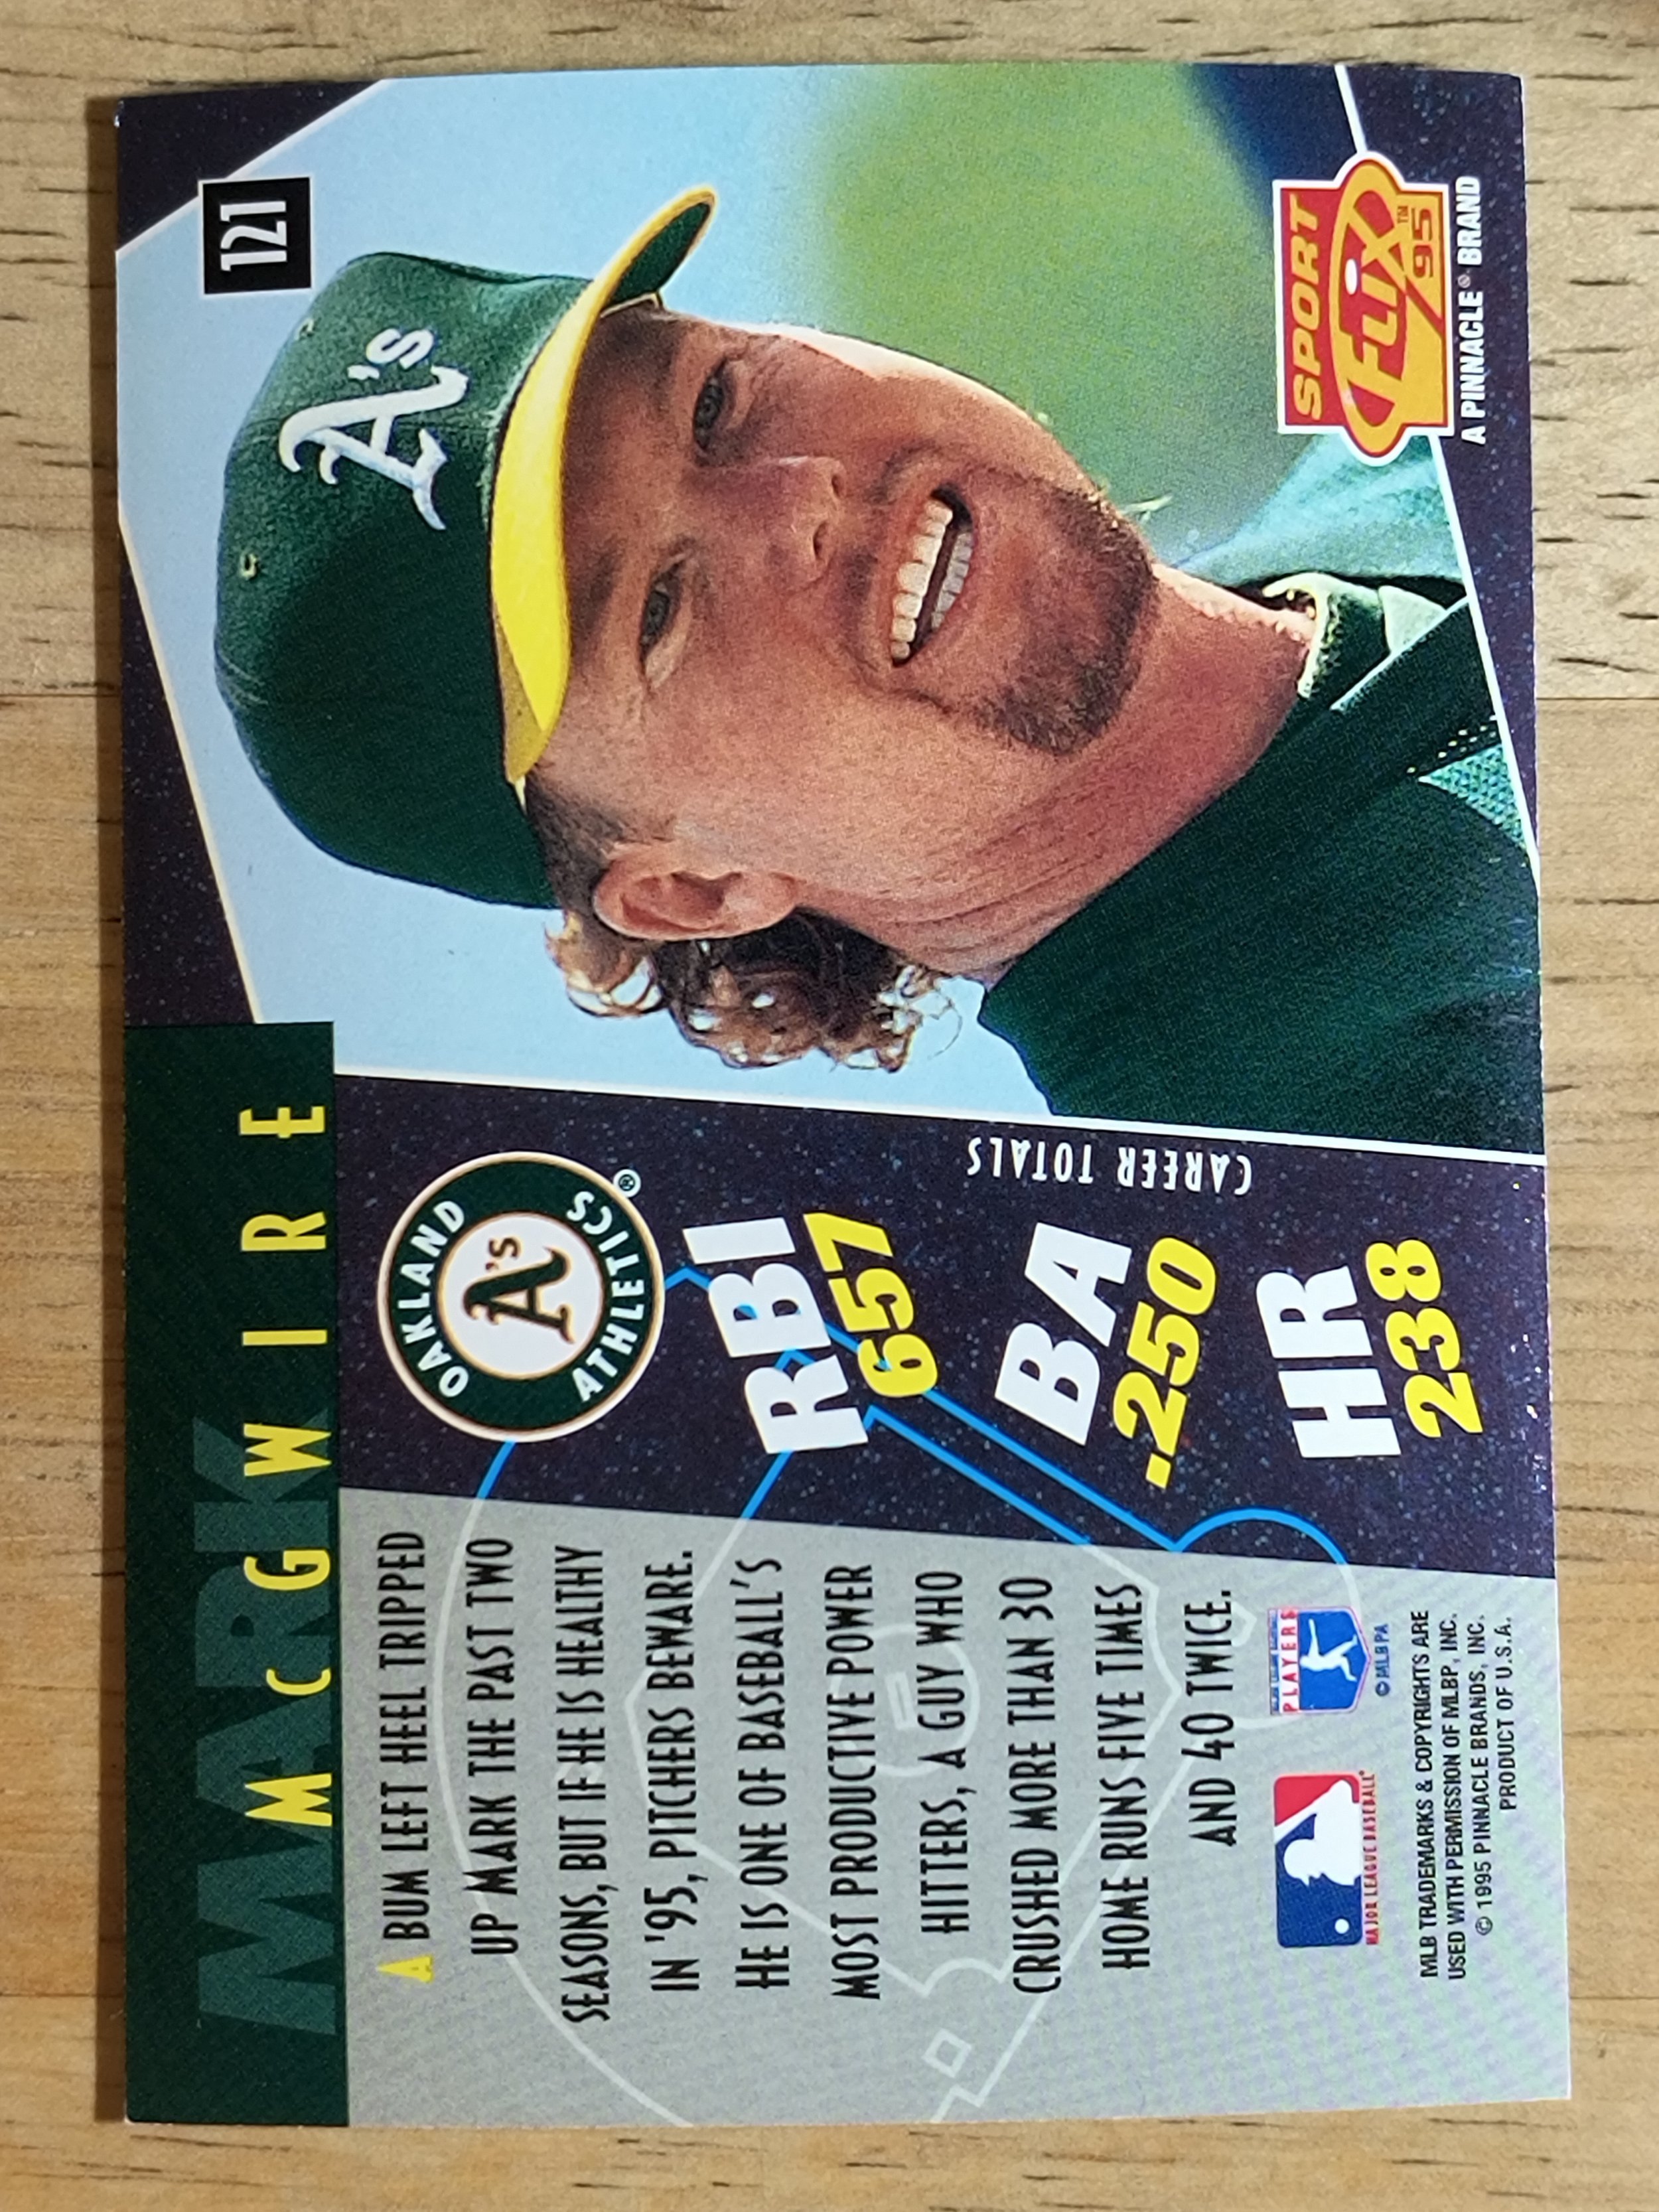 MARK
McGWIRE
121
A BUM LEFT HEEL TRIPPED
UP MARK THE PAST TWO
SEASONS, BUT IF HE IS HEALTHY
IN '95, PITCHERS BEWARE.
HE IS ONE OF BASEBALL'S
MOST PRODUCTIVE POWER
HITTERS, A GUY WHO
CRUSHED MORE THAN 30
HOME RUNS FIVE TIMES
AND 40 TWICE.
MAJOR LEAGUE BASEBALL
PLAYERS
© MLBPA
MLB TRADEMARKS & COPYRIGHTS ARE
USED WITH PERMISSION OF MLBP, INC.
© 1995 PINNACLE BRANDS, INC.
PRODUCT OF U.S.A.
OAKLAND
A's
ATHLETICS®
RBI
657
BA
.250
HR
238
CAREER TOTALS
A's
SPORT
FLIX™
95
A PINNACLE® BRAND